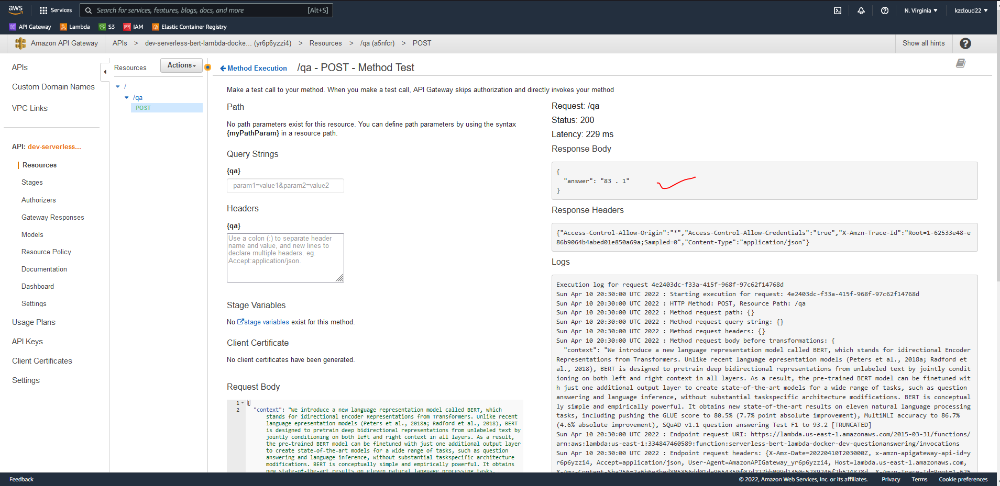 aws
Services
Search for services, features, blogs, docs, and more
[Alt+S]
N. Virginia
kzcloud22
API Gateway
Lambda
S3
IAM
Elastic Container Registry
Amazon API Gateway
APIs > dev-serverless-bert-lambda-docke... (yr6p6yzzi4) > Resources > /qa (a5nfcr) > POST
Show all hints
APIs
Custom Domain Names
VPC Links
API: dev-serverless...
Resources
Stages
Authorizers
Gateway Responses
Models
Resource Policy
Documentation
Dashboard
Settings
Usage Plans
API Keys
Client Certificates
Settings
Resources
Actions
/
/qa
POST
Method Execution
/qa - POST - Method Test
Make a test call to your method. When you make a test call, API Gateway skips authorization and directly invokes your method
Path
No path parameters exist for this resource. You can define path parameters by using the syntax
{myPathParam} in a resource path.
Query Strings
{qa}
param1=value1&param2=value2
Headers
{qa}
Use a colon (:) to separate header
name and value, and new lines to
declare multiple headers. eg.
Accept:application/json.
Stage Variables
No stage variables exist for this method.
Client Certificate
No client certificates have been generated.
Request Body
1 {
2 "context": "We introduce a new language representation model called BERT, which
stands for idirectional Encoder Representations from Transformers. Unlike recent
language epresentation models (Peters et al., 2018a; Radford et al., 2018), BERT
is designed to pretrain deep bidirectional representations from unlabeled text by
jointly conditioning on both left and right context in all layers. As a result,
the pre-trained BERT model can be finetuned with just one additional output layer
to create state-of-the-art models for a wide range of tasks, such as question
answering and language inference, without substantial taskspecific architecture
modifications. BERT is conceptually simple and empirically powerful. It obtains
new state-of-the-art results on eleven natural language processing tasks,
Request: /qa
Status: 200
Latency: 229 ms
Response Body
{
"answer": "83 . 1"
}
Response Headers
{"Access-Control-Allow-Origin":"*","Access-Control-Allow-Credentials":"true","X-Amzn-Trace-Id":"Root=1-62533e48-e
86b9064b4abed01e850a69a;Sampled=0","Content-Type":"application/json"}
Logs
Execution log for request 4e2403dc-f33a-415f-968f-97c62f14768d
Sun Apr 10 20:30:00 UTC 2022 : Starting execution for request: 4e2403dc-f33a-415f-968f-97c62f14768d
Sun Apr 10 20:30:00 UTC 2022 : HTTP Method: POST, Resource Path: /qa
Sun Apr 10 20:30:00 UTC 2022 : Method request path: {}
Sun Apr 10 20:30:00 UTC 2022 : Method request query string: {}
Sun Apr 10 20:30:00 UTC 2022 : Method request headers: {}
Sun Apr 10 20:30:00 UTC 2022 : Method request body before transformations: {
"context": "We introduce a new language representation model called BERT, which stands for idirectional Encoder
Representations from Transformers. Unlike recent language epresentation models (Peters et al., 2018a; Radford et
al., 2018), BERT is designed to pretrain deep bidirectional representations from unlabeled text by jointly condit
ioning on both left and right context in all layers. As a result, the pre-trained BERT model can be finetuned wit
h just one additional output layer to create state-of-the-art models for a wide range of tasks, such as question
answering and language inference, without substantial taskspecific architecture modifications. BERT is conceptual
ly simple and empirically powerful. It obtains new state-of-the-art results on eleven natural language processing
tasks, including pushing the GLUE score to 80.5% (7.7% point absolute improvement), MultiNLI accuracy to 86.7%
(4.6% absolute improvement), SQuAD v1.1 question answering Test F1 to 93.2 [TRUNCATED]
Sun Apr 10 20:30:00 UTC 2022 : Endpoint request URI: https://lambda.us-east-1.amazonaws.com/2015-03-31/functions/
arn:aws:lambda:us-east-1:334847460589:function:serverless-bert-lambda-docker-dev-questionanswering/invocations
Sun Apr 10 20:30:00 UTC 2022 : Endpoint request headers: {X-Amz-Date=20220410T203000Z, x-amzn-apigateway-api-id=y
r6p6yzzi4, Accept=application/json, User-Agent=AmazonAPIGateway_yr6p6yzzi4, Host=lambda.us-east-1.amazonaws.com,
Feedback
© 2022, Amazon Web Services, Inc. or its affiliates.
Privacy
Terms
Cookie preferences